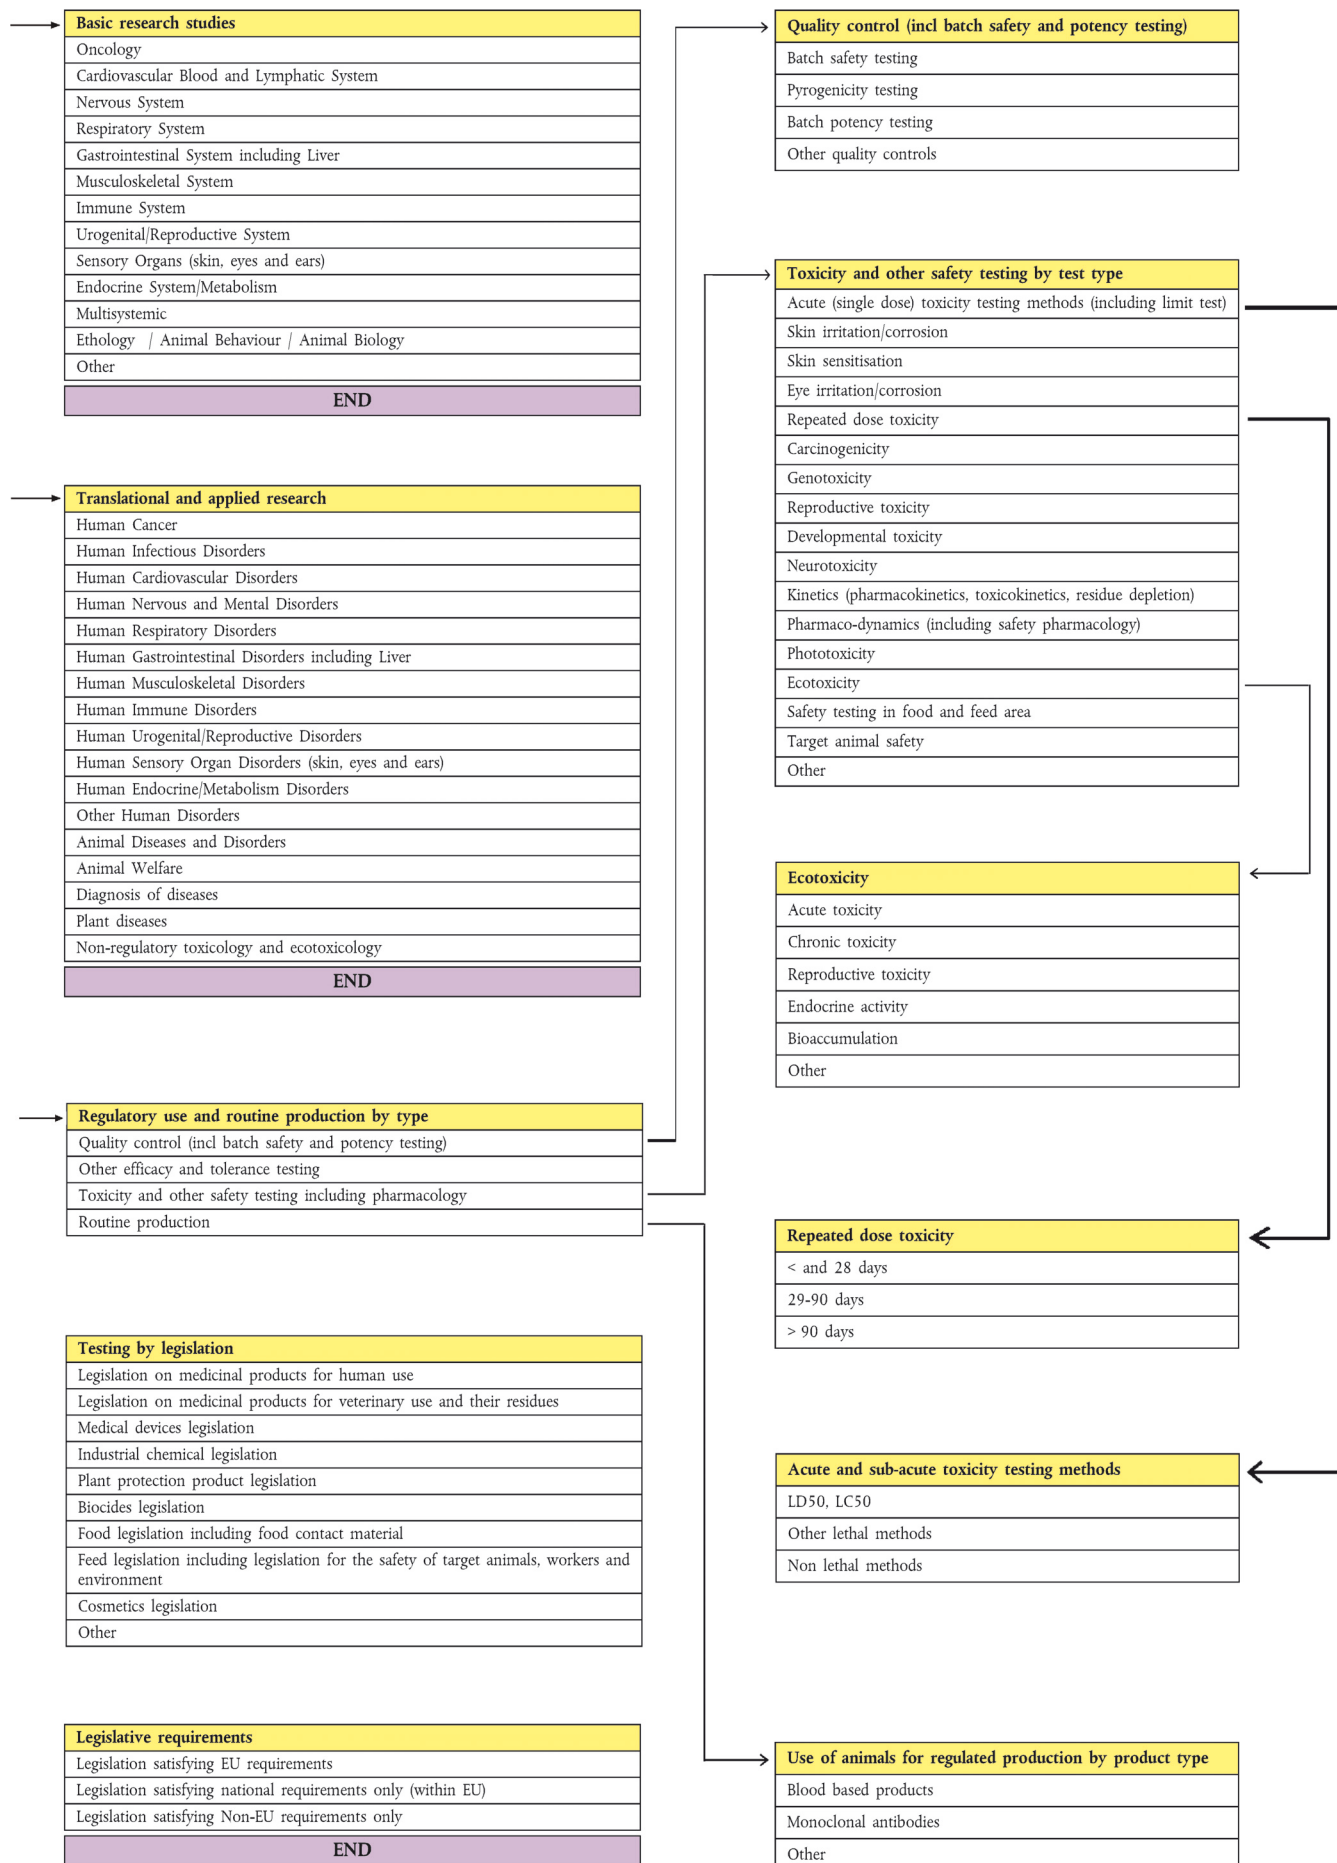 Basic research studies
Oncology
Cardiovascular Blood and Lymphatic System
Nervous System
Respiratory System
Gastrointestinal System including Liver
Musculoskeletal System
Immune System
Urogenital/Reproductive System
Sensory Organs (skin, eyes and ears)
Endocrine System/Metabolism
Multisystemic
Ethology / Animal Behaviour / Animal Biology
Other
END
Translational and applied research
Human Cancer
Human Infectious Disorders
Human Cardiovascular Disorders
Human Nervous and Mental Disorders
Human Respiratory Disorders
Human Gastrointestinal Disorders including Liver
Human Musculoskeletal Disorders
Human Immune Disorders
Human Urogenital/Reproductive Disorders
Human Sensory Organ Disorders (skin, eyes and ears)
Human Endocrine/Metabolism Disorders
Other Human Disorders
Animal Diseases and Disorders
Animal Welfare
Diagnosis of diseases
Plant diseases
Non-regulatory toxicology and ecotoxicology
END
Regulatory use and routine production by type
Quality control (incl batch safety and potency testing)
Other efficacy and tolerance testing
Toxicity and other safety testing including pharmacology
Routine production
Testing by legislation
Legislation on medicinal products for human use
Legislation on medicinal products for veterinary use and their residues
Medical devices legislation
Industrial chemical legislation
Plant protection product legislation
Biocides legislation
Food legislation including food contact material
Feed legislation including legislation for the safety of target animals, workers and
environment
Cosmetics legislation
Other
Legislative requirements
Legislation satisfying EU requirements
Legislation satisfying national requirements only (within EU)
Legislation satisfying Non-EU requirements only
END
Quality control (incl batch safety and potency testing)
Batch safety testing
Pyrogenicity testing
Batch potency testing
Other quality controls
Toxicity and other safety testing by test type
Acute (single dose) toxicity testing methods (including limit test)
Skin irritation/corrosion
Skin sensitisation
Eye irritation/corrosion
Repeated dose toxicity
Carcinogenicity
Genotoxicity
Reproductive toxicity
Developmental toxicity
Neurotoxicity
Kinetics (pharmacokinetics, toxicokinetics, residue depletion)
Pharmaco-dynamics (including safety pharmacology)
Phototoxicity
Ecotoxicity
Safety testing in food and feed area
Target animal safety
Other
Ecotoxicity
Acute toxicity
Chronic toxicity
Reproductive toxicity
Endocrine activity
Bioaccumulation
Other
Repeated dose toxicity
< and 28 days
29-90 days
> 90 days
Acute and sub-acute toxicity testing methods
LD50, LC50
Other lethal methods
Non lethal methods
Use of animals for regulated production by product type
Blood based products
Monoclonal antibodies
Other